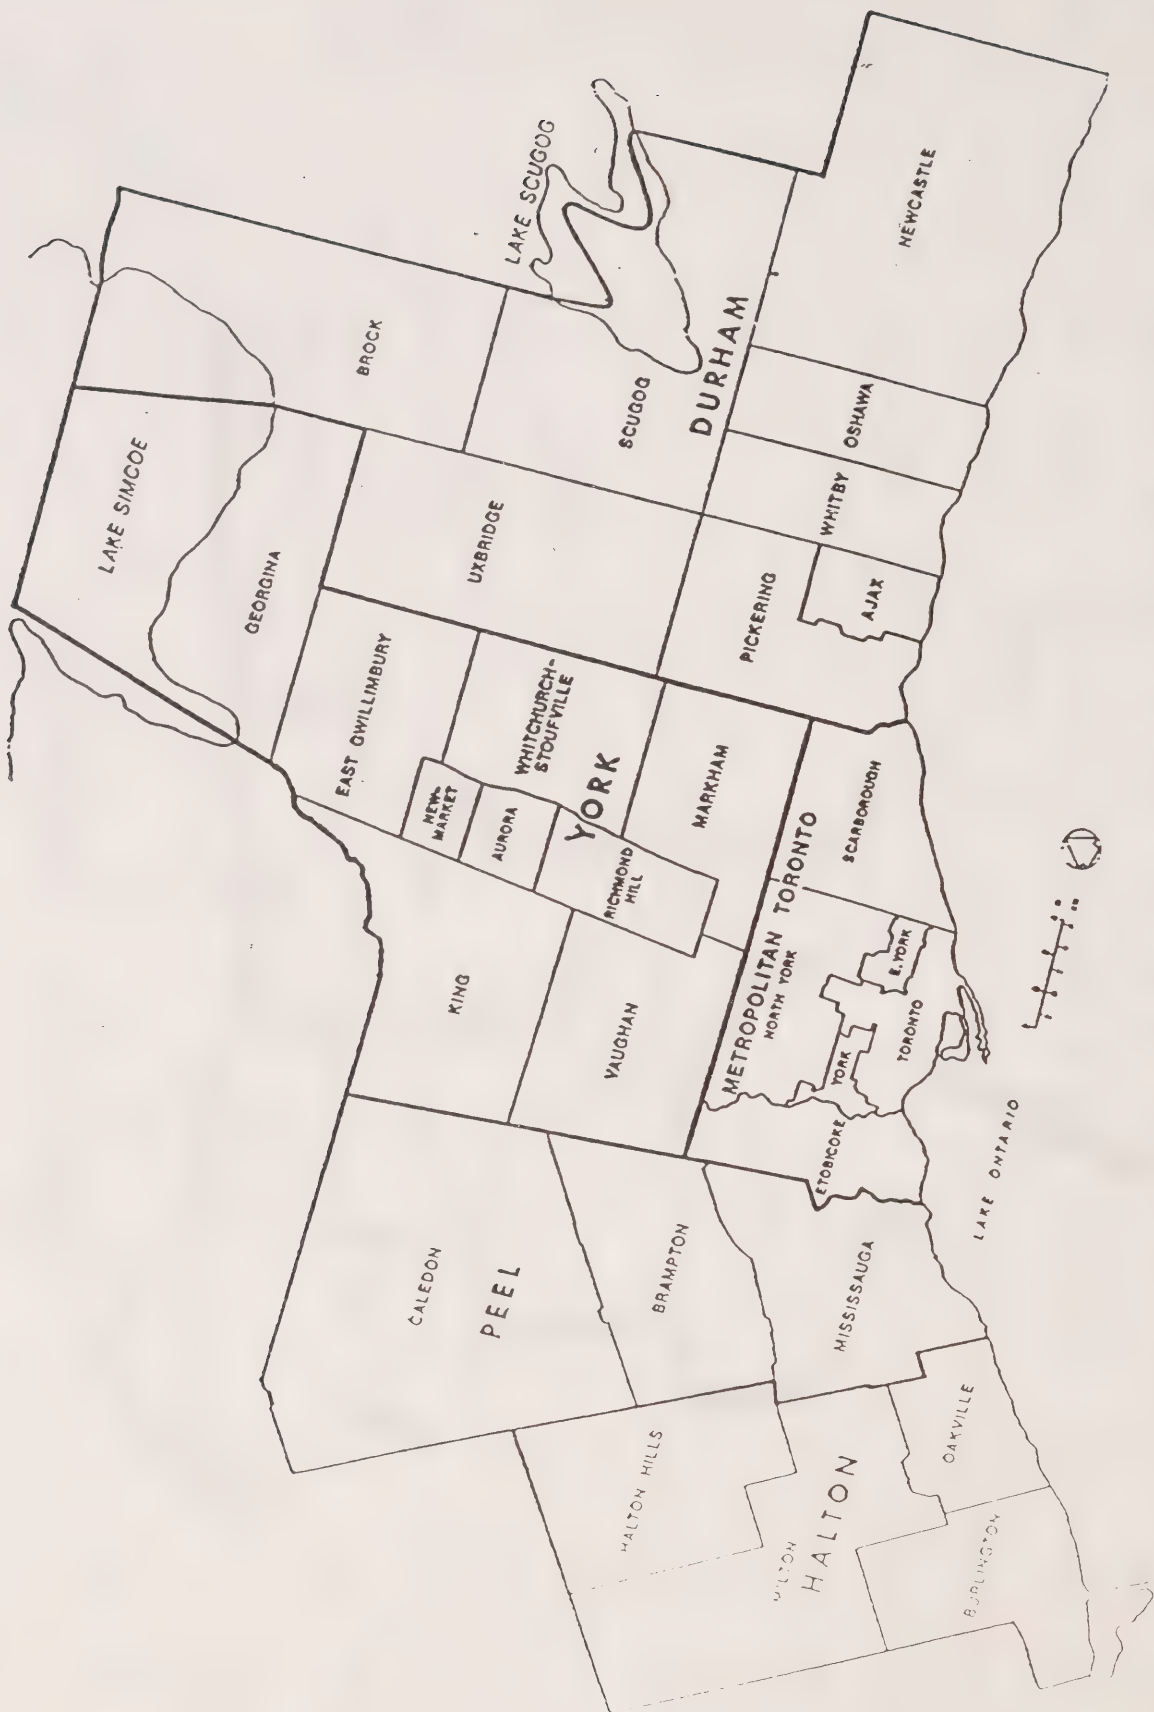 LAKE SCUGOG
NEWCASTLE
BROCK
DURHAM
SCUGOG
OSHAWA
LAKE SIMCOE
WHITBY
UXBRIDGE
GEORGINA
AJAX
PICKERING
EAST GWILLIMBURY
WHITCHURCH-
STOUFVILLE
YORK
MARKHAM
SCARBOROUGH
NEW-
MARKET
AURORA
RICHMOND
HILL
METROPOLITAN TORONTO
NORTH YORK
E. YORK
KING
VAUGHAN
TORONTO
YORK
ETOBICOKE
LAKE ONTARIO
CALEDON
PEEL
BRAMPTON
MISSISSAUGA
OAKVILLE
HALTON HILLS
HALTON
MILTON
BURLINGTON